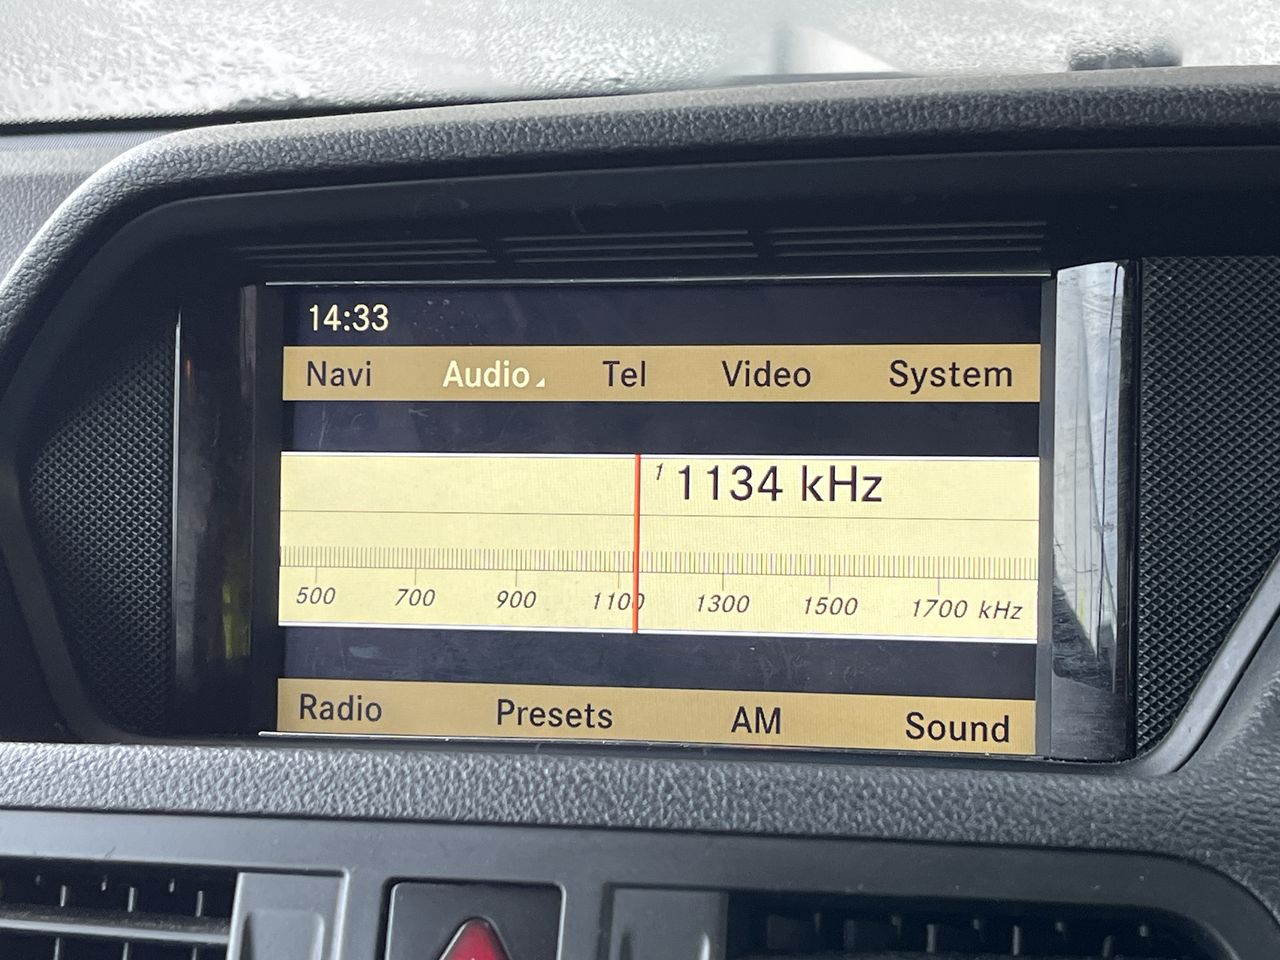 14:33
Navi Audio Tel Video System
1 1134 kHz
500 700 900 1100 1300 1500 1700 kHz
Radio Presets AM Sound